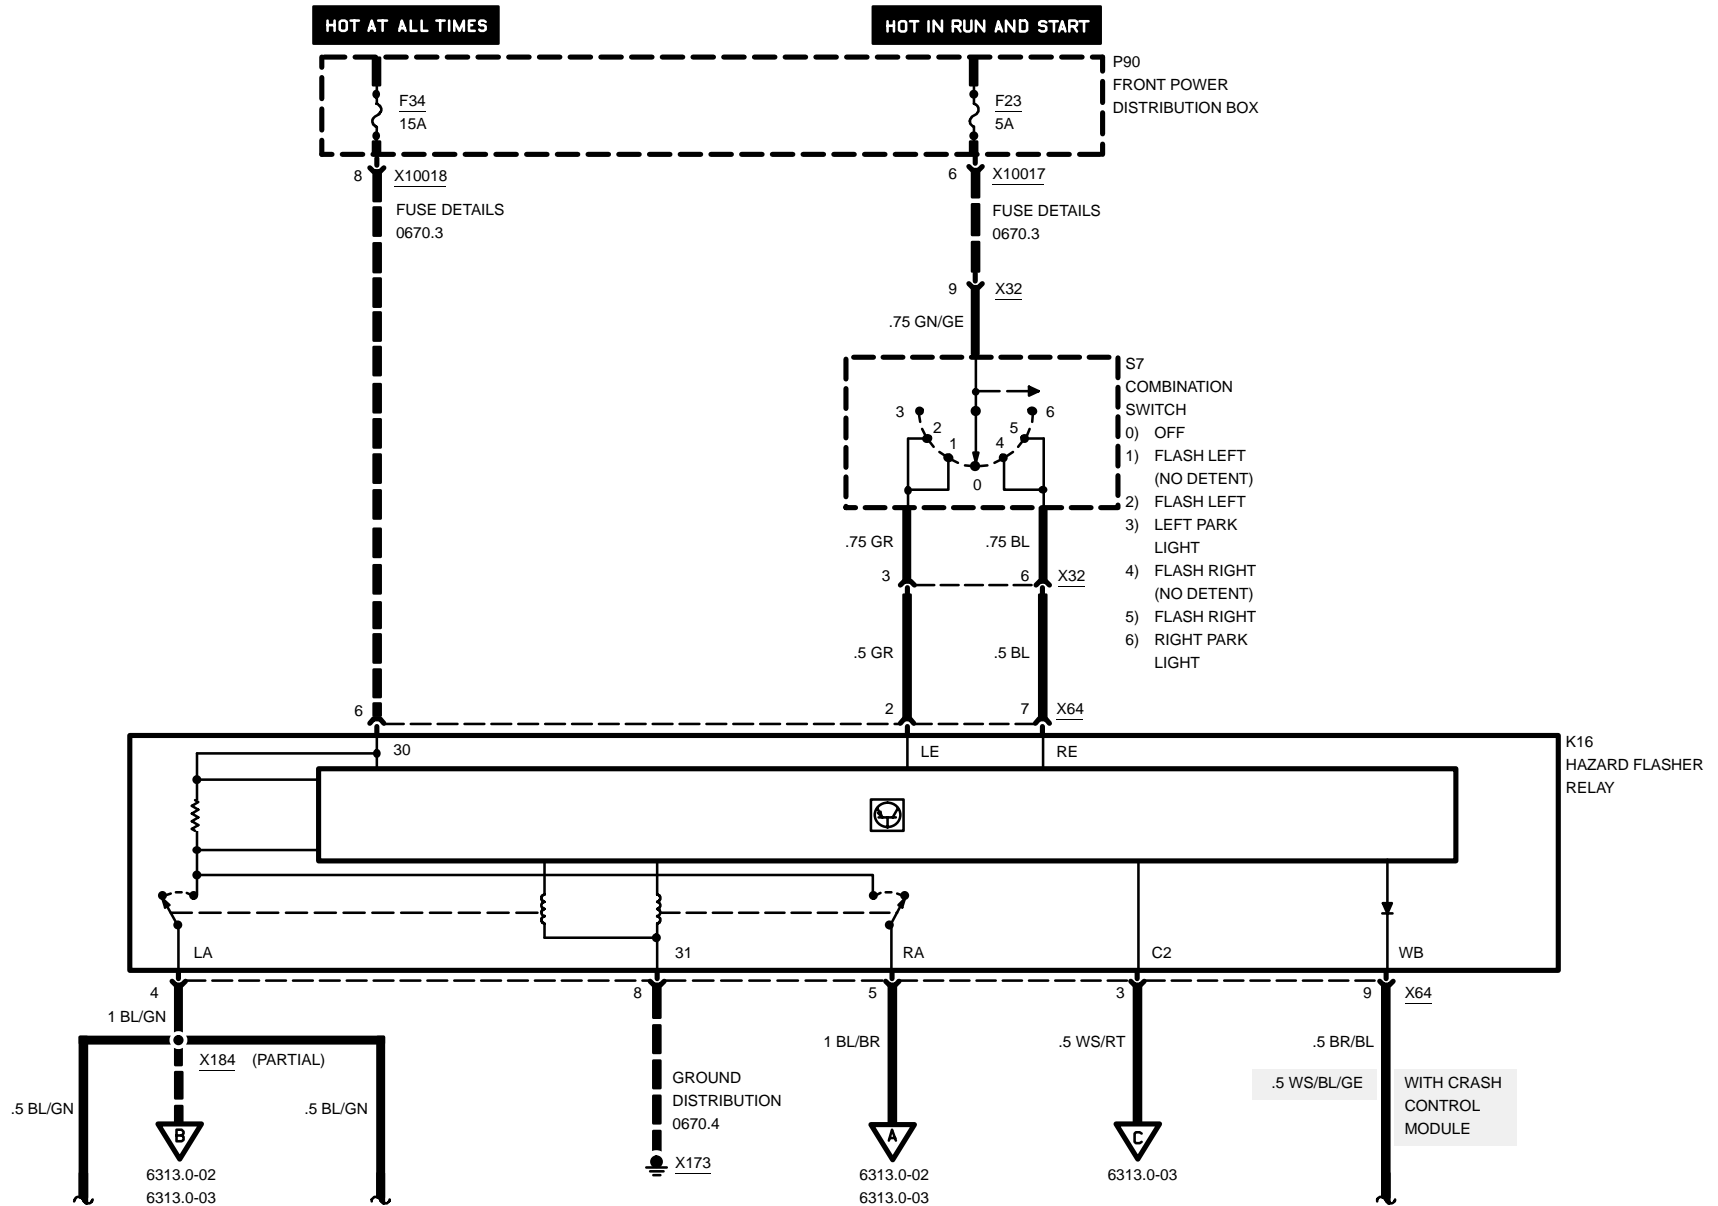 HOT AT ALL TIMES
HOT IN RUN AND START
P90
FRONT POWER
DISTRIBUTION BOX
F34
15A
F23
5A
8 X10018
6 X10017
FUSE DETAILS
0670.3
FUSE DETAILS
0670.3
9 X32
.75 GN/GE
S7
COMBINATION
SWITCH
0) OFF
1) FLASH LEFT
(NO DETENT)
2) FLASH LEFT
3) LEFT PARK
LIGHT
4) FLASH RIGHT
(NO DETENT)
5) FLASH RIGHT
6) RIGHT PARK
LIGHT
3
2
1
0
4
5
6
.75 GR
.75 BL
3
6 X32
.5 GR
.5 BL
6
2
7 X64
K16
HAZARD FLASHER
RELAY
30
LE
RE
LA
31
RA
C2
WB
4
8
5
3
9 X64
1 BL/GN
X184 (PARTIAL)
1 BL/BR
.5 WS/RT
.5 BR/BL
.5 WS/BL/GE
WITH CRASH
CONTROL
MODULE
GROUND
DISTRIBUTION
0670.4
.5 BL/GN
.5 BL/GN
B
A
C
X173
6313.0-02
6313.0-03
6313.0-02
6313.0-03
6313.0-03